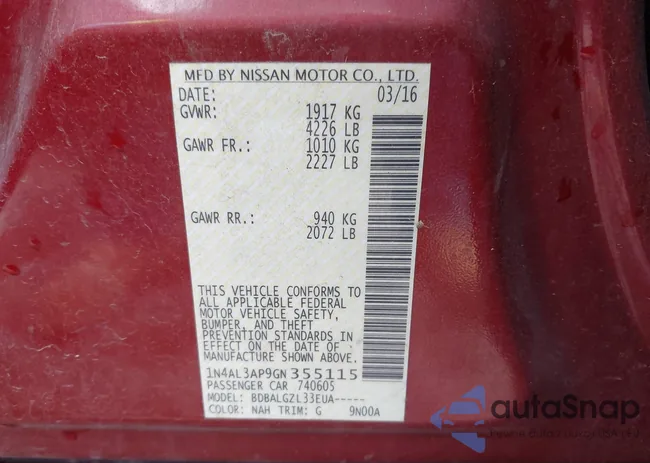 MFD BY NISSAN MOTOR CO., LTD.
DATE: 03/16
GVWR: 1917 KG
4226 LB
GAWR FR.: 1010 KG
2227 LB
GAWR RR.: 940 KG
2072 LB
THIS VEHICLE CONFORMS TO
ALL APPLICABLE FEDERAL
MOTOR VEHICLE SAFETY,
BUMPER, AND THEFT
PREVENTION STANDARDS IN
EFFECT ON THE DATE OF
MANUFACTURE SHOWN ABOVE.
1N4AL3AP9GN355115
PASSENGER CAR 740605
MODEL: BDBALGZL33EUA-----
COLOR: NAH TRIM: G 9N00A
autoSnap